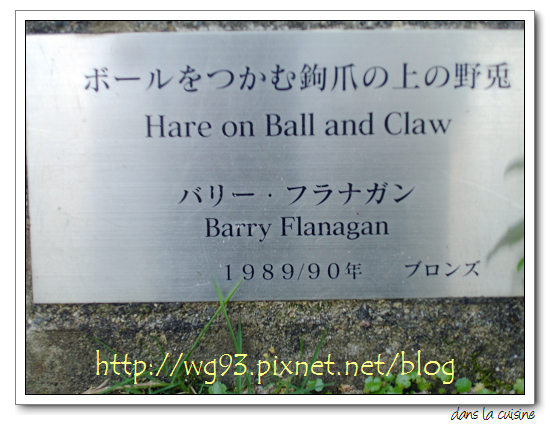 ボールをつかむ鉤爪の上の野兎
Hare on Ball and Claw
バリー・フラナガン
Barry Flanagan
1989/90年 ブロンズ
http://wg93.pixnet.net/blog
dans la cuisine